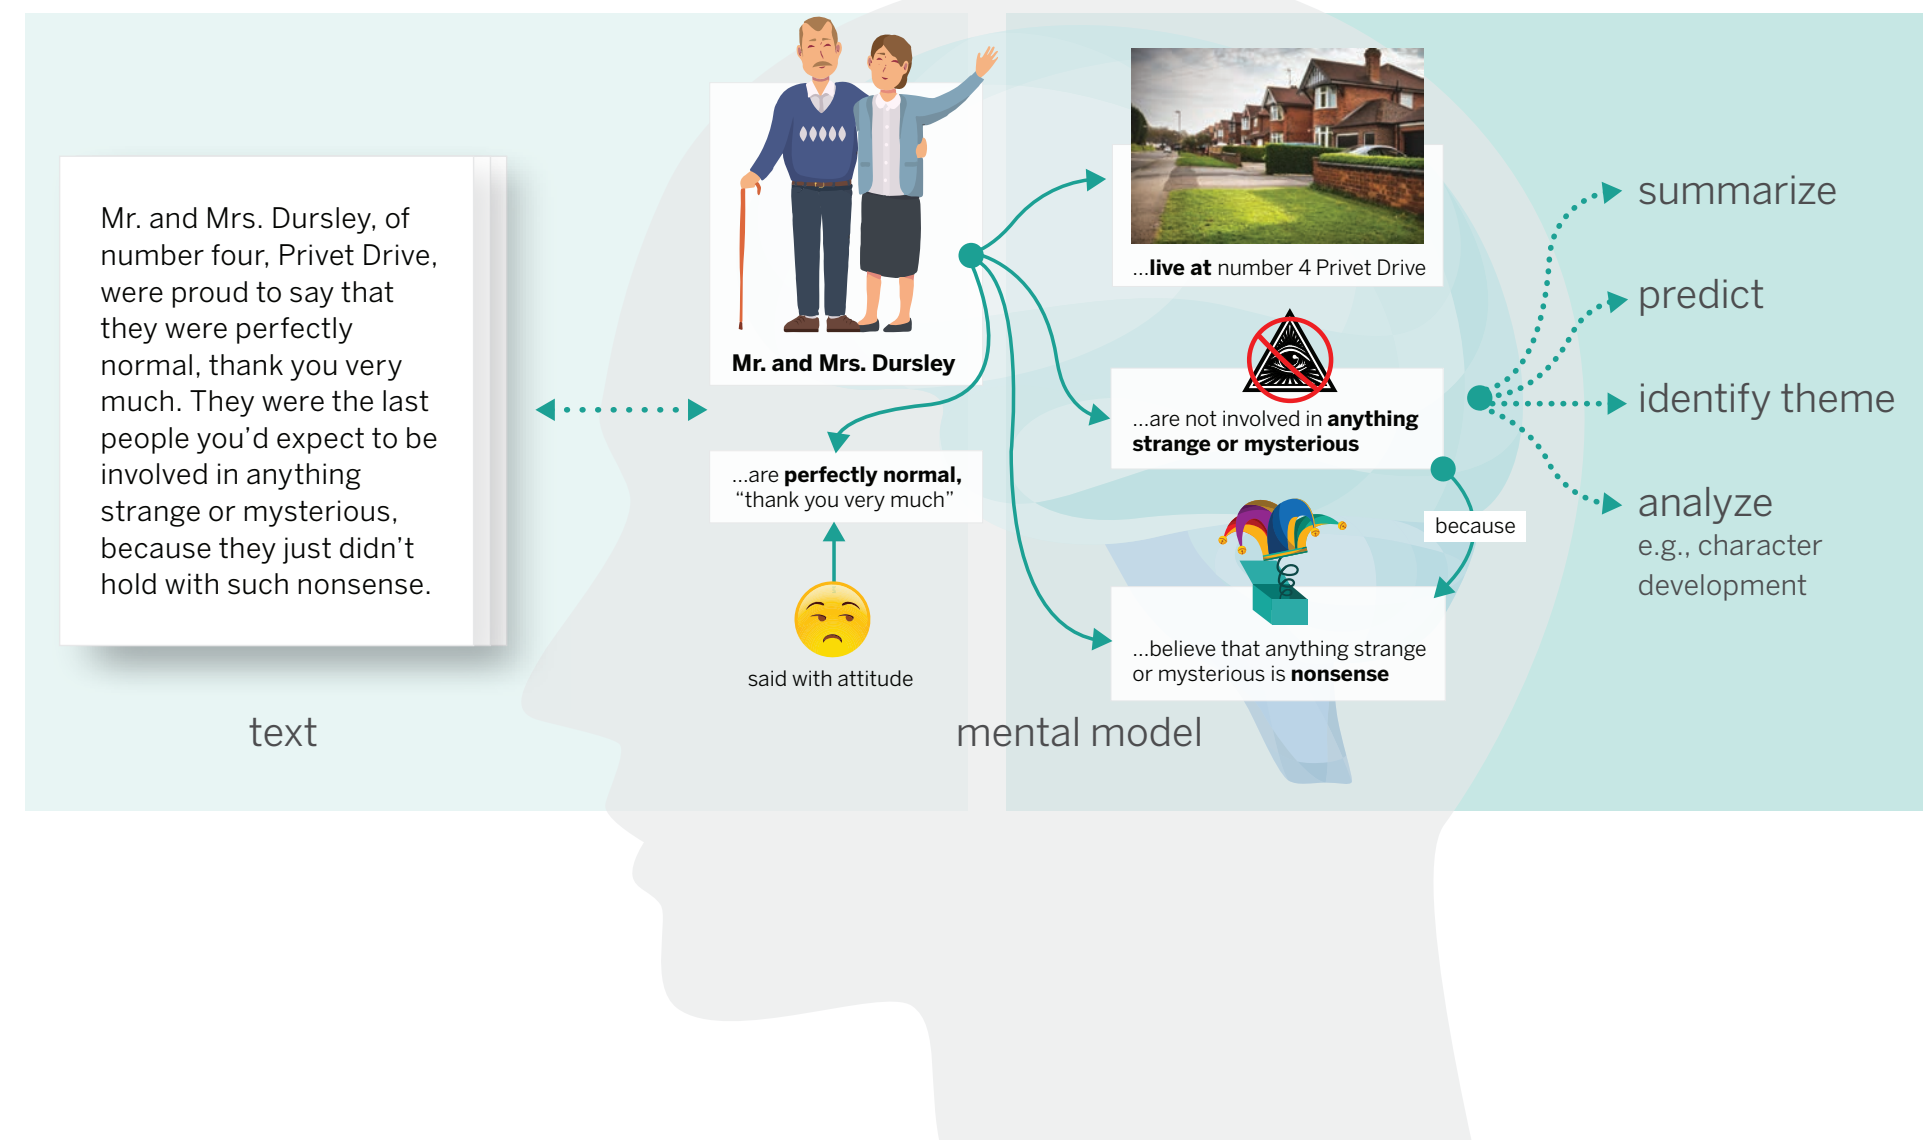 Mr. and Mrs. Dursley, of
number four, Privet Drive,
were proud to say that
they were perfectly
normal, thank you very
much. They were the last
people you’d expect to be
involved in anything
strange or mysterious,
because they just didn’t
hold with such nonsense.
text
Mr. and Mrs. Dursley
...are perfectly normal,
“thank you very much”
said with attitude
...live at number 4 Privet Drive
...are not involved in anything
strange or mysterious
because
...believe that anything strange
or mysterious is nonsense
mental model
summarize
predict
identify theme
analyze
e.g., character
development